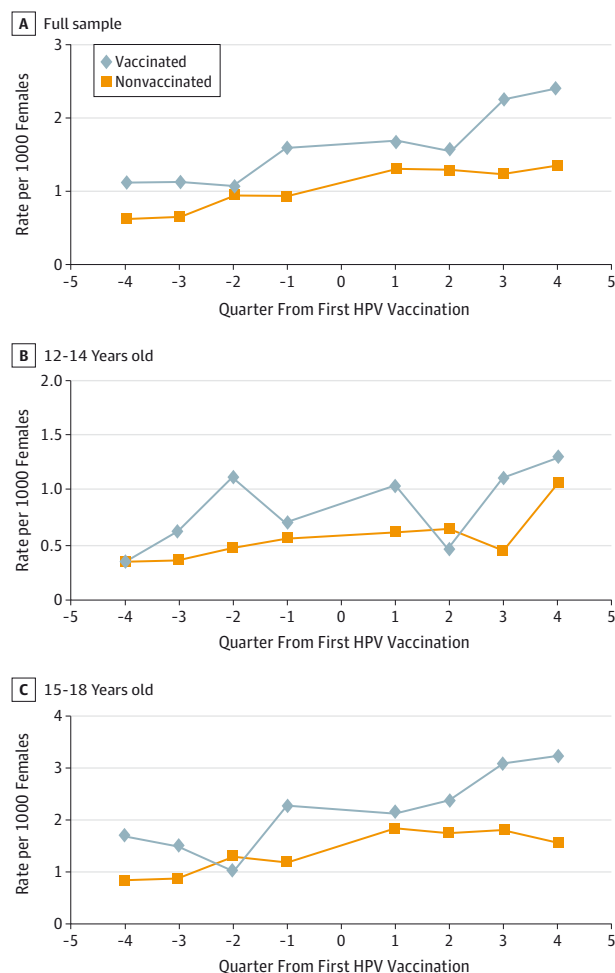 A Full sample
3
Vaccinated
Nonvaccinated
2
1
0
Rate per 1000 Females
-5 -4 -3 -2 -1 0 1 2 3 4 5
Quarter From First HPV Vaccination
B 12-14 Years old
2.0
1.5
1.0
0.5
0
Rate per 1000 Females
-5 -4 -3 -2 -1 0 1 2 3 4 5
Quarter From First HPV Vaccination
C 15-18 Years old
4
3
2
1
0
Rate per 1000 Females
-5 -4 -3 -2 -1 0 1 2 3 4 5
Quarter From First HPV Vaccination